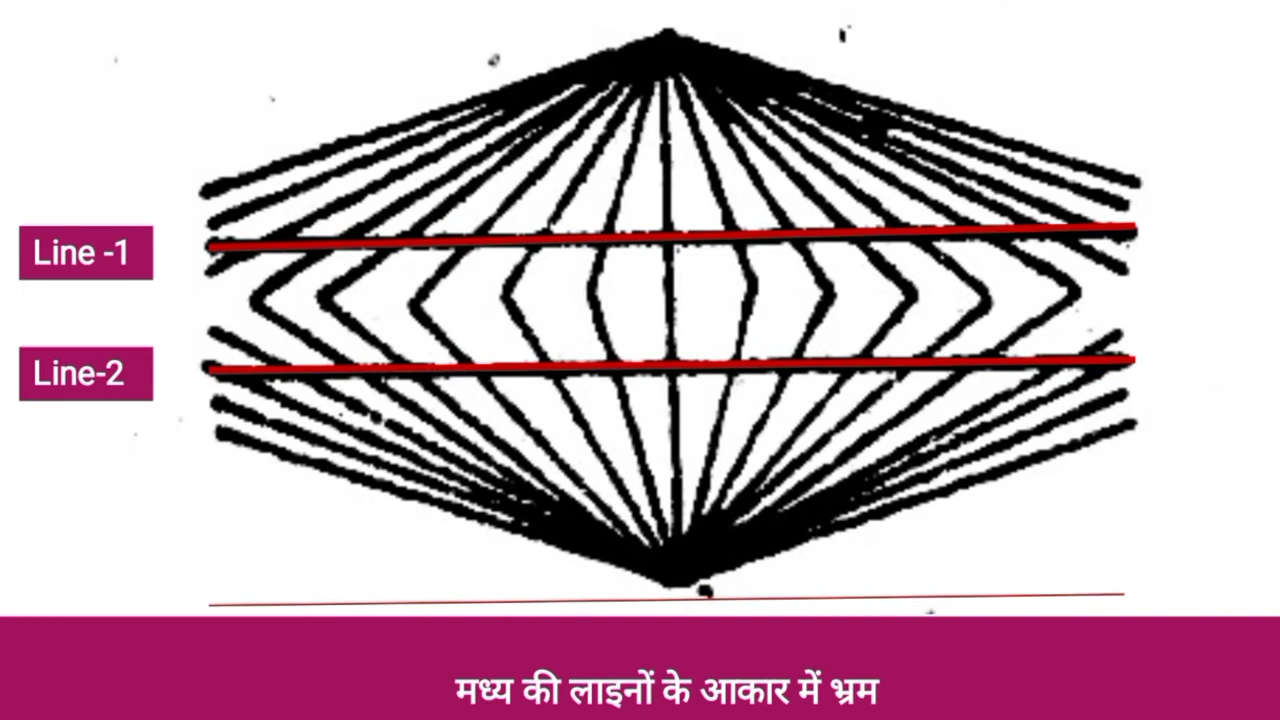 Line -1
Line-2
मध्य की लाइनों के आकार में भ्रम